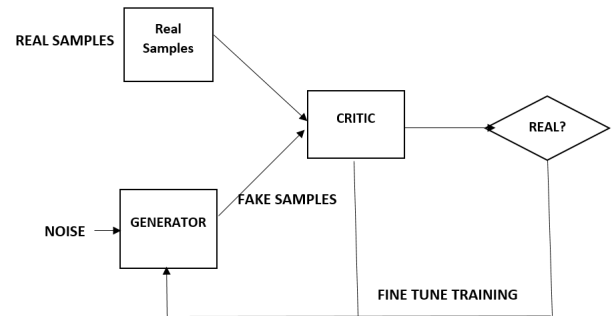 REAL SAMPLES
Real
Samples
CRITIC
REAL?
FAKE SAMPLES
GENERATOR
NOISE
FINE TUNE TRAINING